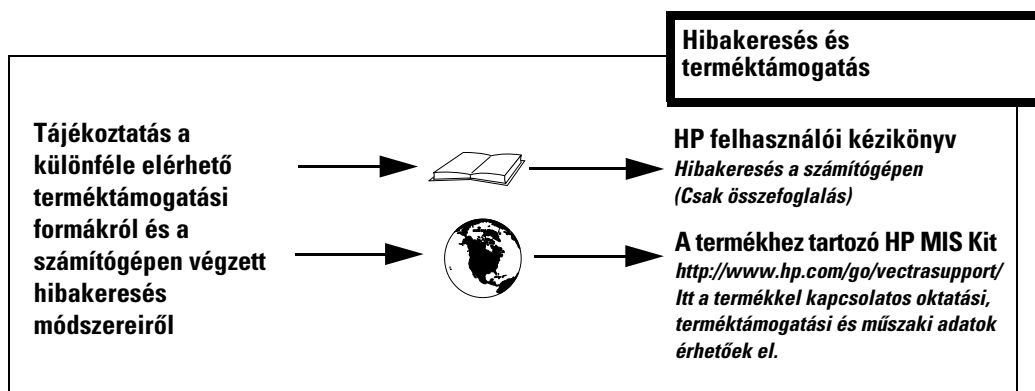 Hibakeresés és
terméktámogatás
Tájékoztatás a
különféle elérhető
terméktámogatási
formákról és a
számítógépen végzett
hibakeresés
módszereiről
HP felhasználói kézikönyv
Hibakeresés a számítógépen
(Csak összefoglalás)
A termékhez tartozó HP MIS Kit
http://www.hp.com/go/vectrasupport/
Itt a termékkel kapcsolatos oktatási,
terméktámogatási és műszaki adatok
érhetőek el.